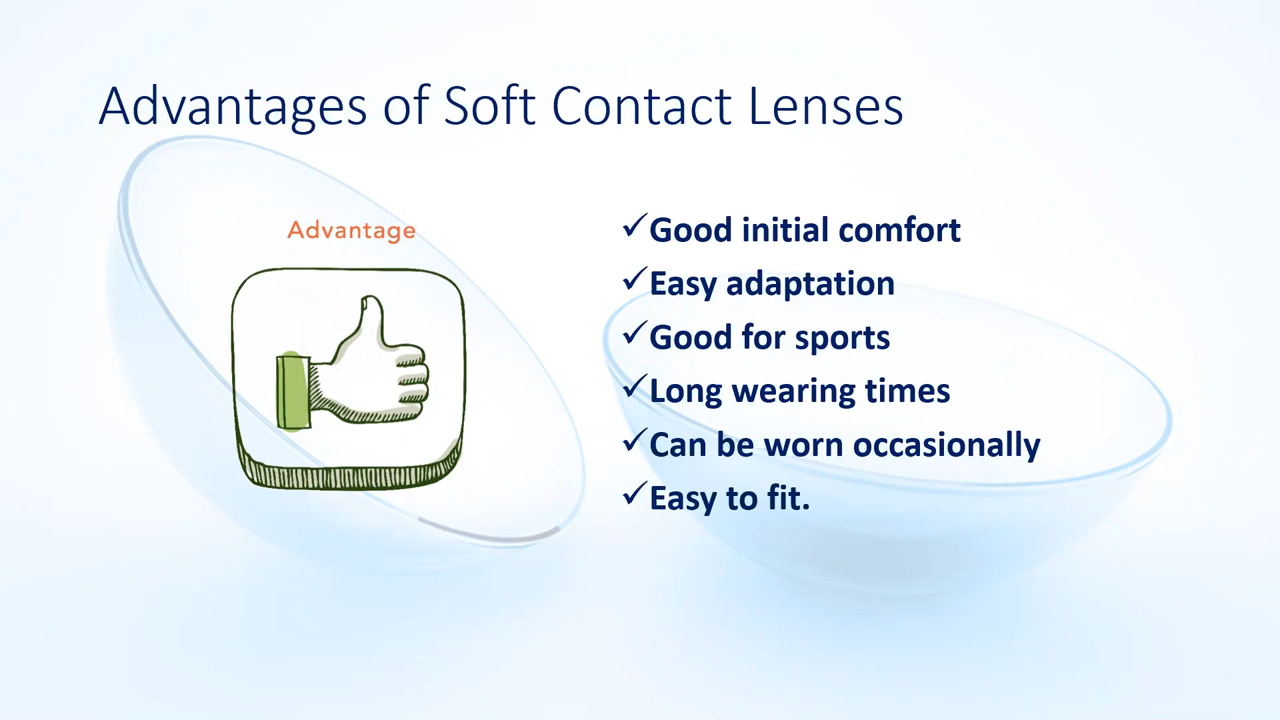 Advantages of Soft Contact Lenses
Advantage
✓Good initial comfort
✓Easy adaptation
✓Good for sports
✓Long wearing times
✓Can be worn occasionally
✓Easy to fit.